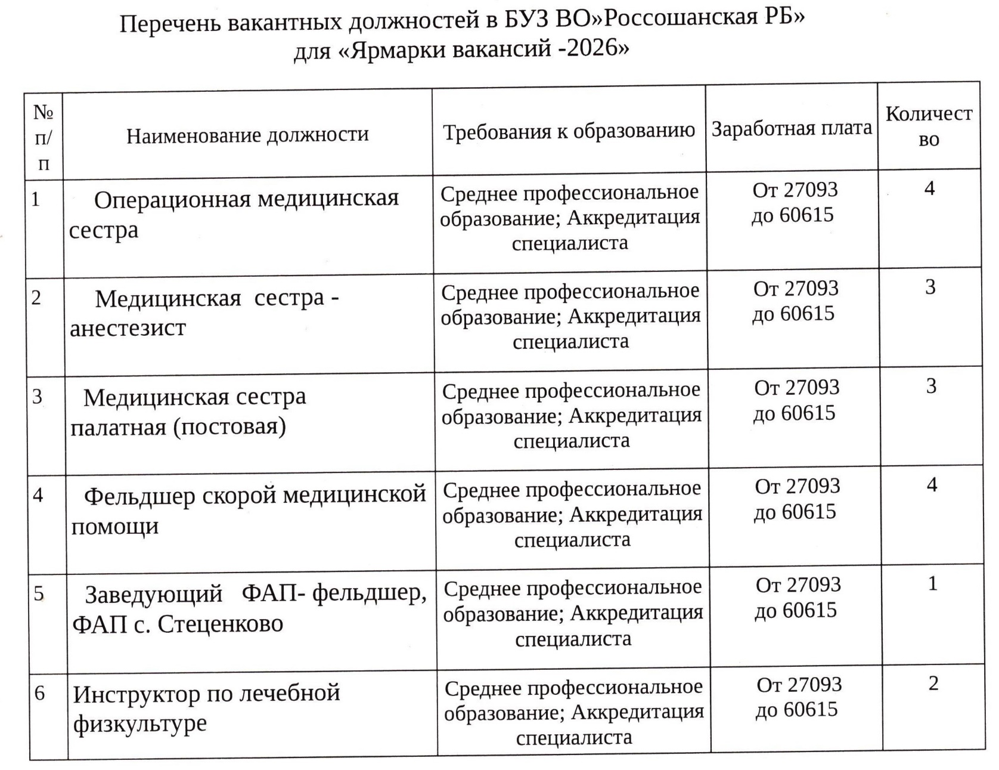 Перечень вакантных должностей в БУЗ ВО»Россошанская РБ»
для «Ярмарки вакансий -2026»
№
п/
п
Наименование должности
Требования к образованию
Заработная плата
Количест
во
1
Операционная медицинская
сестра
Среднее профессиональное
образование; Аккредитация
специалиста
От 27093
до 60615
4
2
Медицинская сестра -
анестезист
Среднее профессиональное
образование; Аккредитация
специалиста
От 27093
до 60615
3
3
Медицинская сестра
палатная (постовая)
Среднее профессиональное
образование; Аккредитация
специалиста
От 27093
до 60615
3
4
Фельдшер скорой медицинской
помощи
Среднее профессиональное
образование; Аккредитация
специалиста
От 27093
до 60615
4
5
Заведующий ФАП- фельдшер,
ФАП с. Стеценково
Среднее профессиональное
образование; Аккредитация
специалиста
От 27093
до 60615
1
6
Инструктор по лечебной
физкультуре
Среднее профессиональное
образование; Аккредитация
специалиста
От 27093
до 60615
2